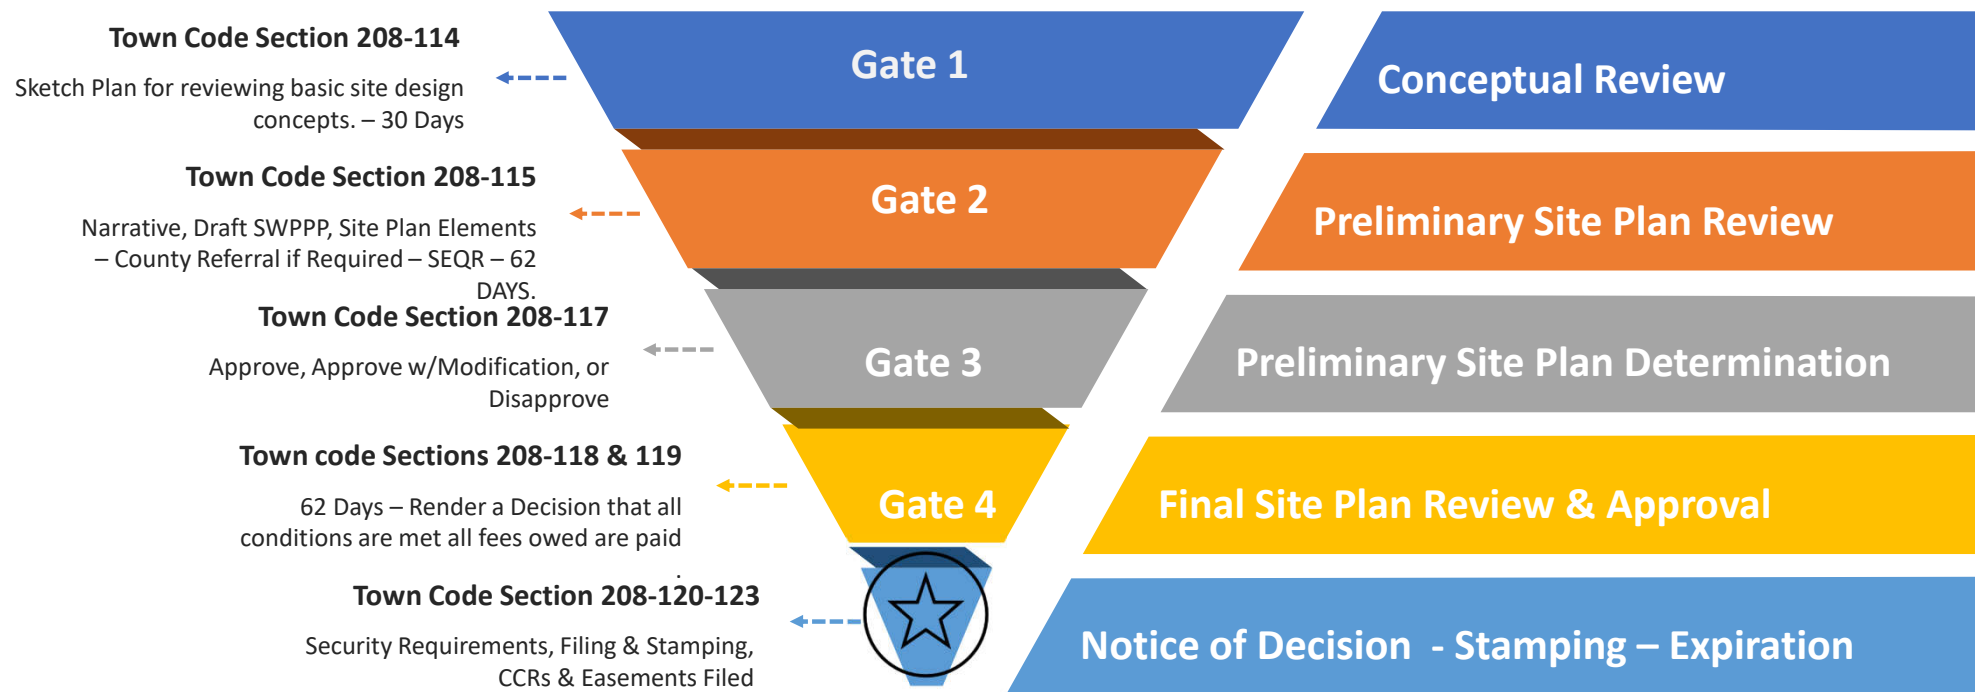 Town Code Section 208-114
Sketch Plan for reviewing basic site design
concepts. – 30 Days
Gate 1
Conceptual Review
Town Code Section 208-115
Narrative, Draft SWPPP, Site Plan Elements
– County Referral if Required – SEQR – 62
DAYS.
Gate 2
Preliminary Site Plan Review
Town Code Section 208-117
Approve, Approve w/Modification, or
Disapprove
Gate 3
Preliminary Site Plan Determination
Town code Sections 208-118 & 119
62 Days – Render a Decision that all
conditions are met all fees owed are paid
.
Gate 4
Final Site Plan Review & Approval
Town Code Section 208-120-123
Security Requirements, Filing & Stamping,
CCRs & Easements Filed
Notice of Decision - Stamping – Expiration